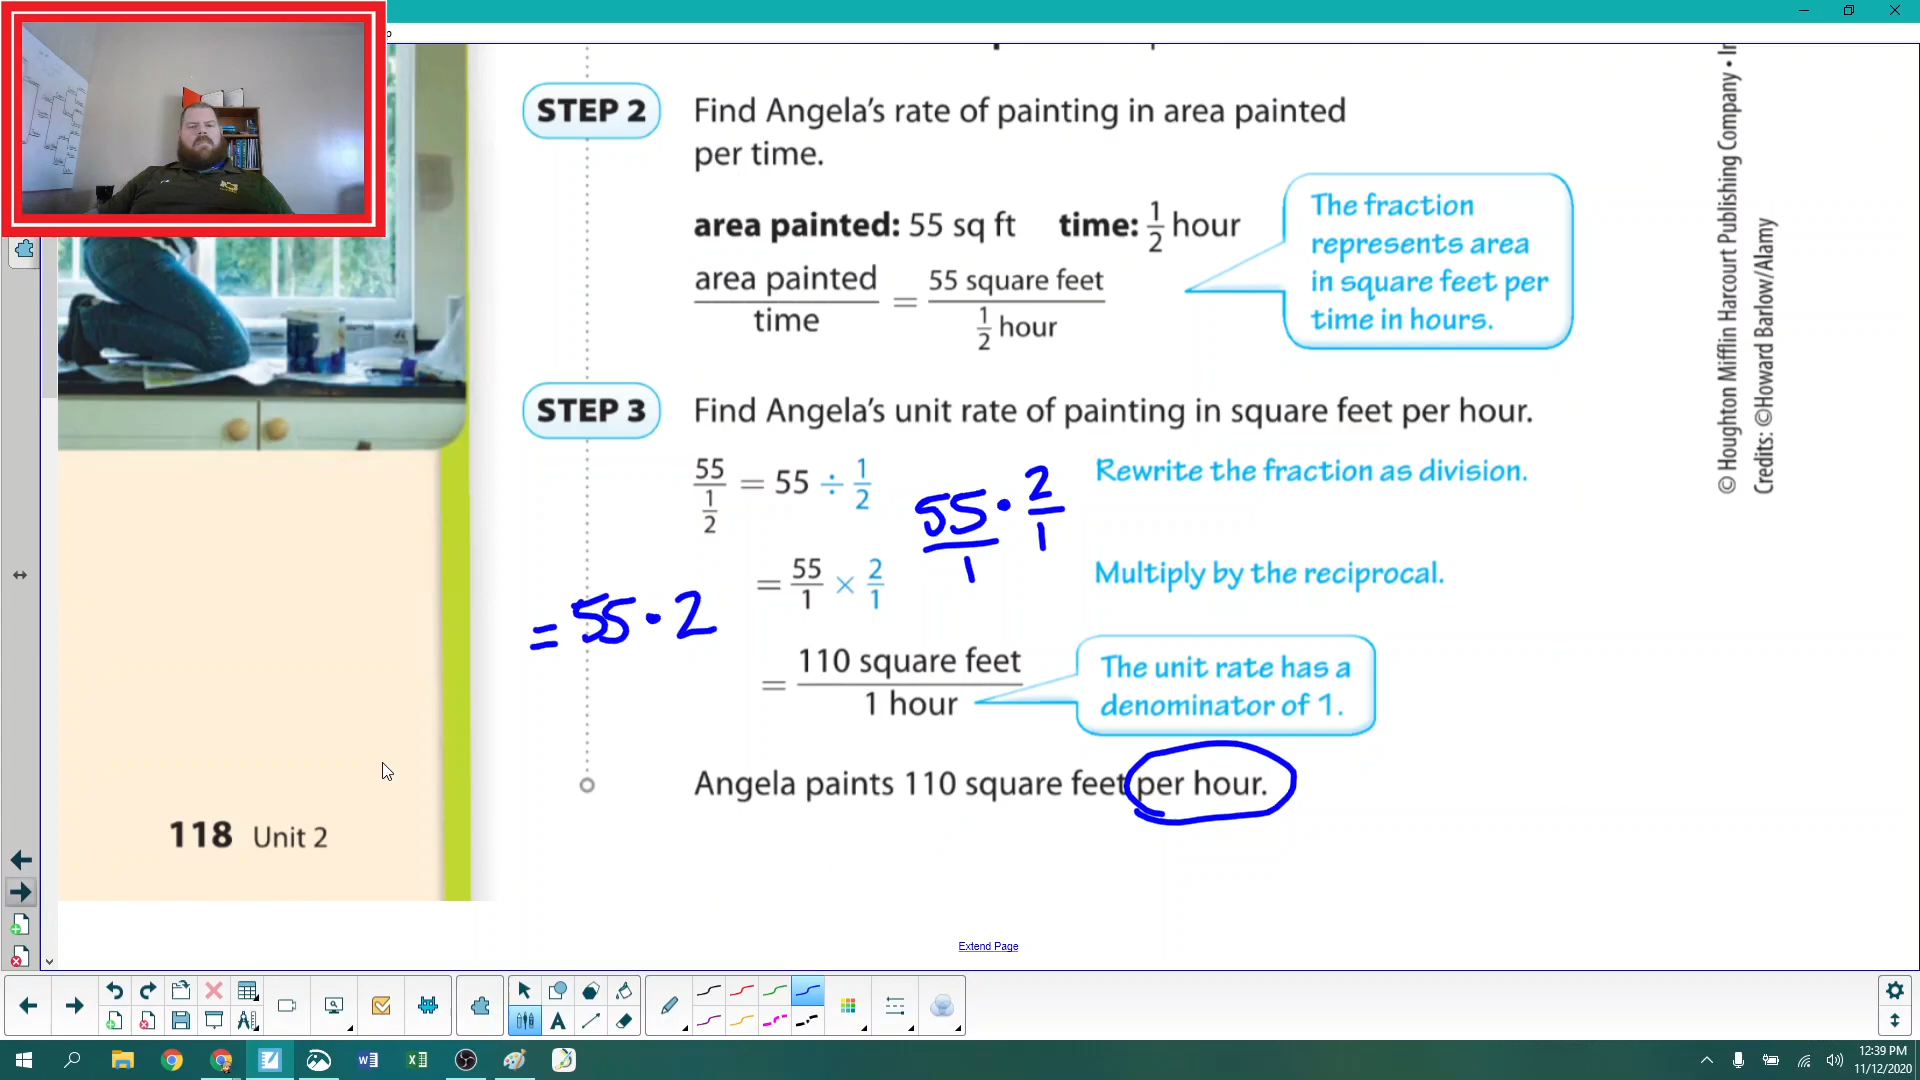 STEP 2
Find Angela's rate of painting in area painted
per time.
area painted: 55 sq ft time: 1/2 hour
area painted / time = 55 square feet / 1/2 hour
The fraction
represents area
in square feet per
time in hours.
STEP 3
Find Angela's unit rate of painting in square feet per hour.
55 / 1/2 = 55 ÷ 1/2
55/1 • 2/1
Rewrite the fraction as division.
= 55/1 × 2/1
Multiply by the reciprocal.
= 55 • 2
= 110 square feet / 1 hour
The unit rate has a
denominator of 1.
Angela paints 110 square feet per hour.
118 Unit 2
© Houghton Mifflin Harcourt Publishing Company •
Credits: ©Howard Barlow/Alamy
Extend Page
12:39 PM
11/12/2020